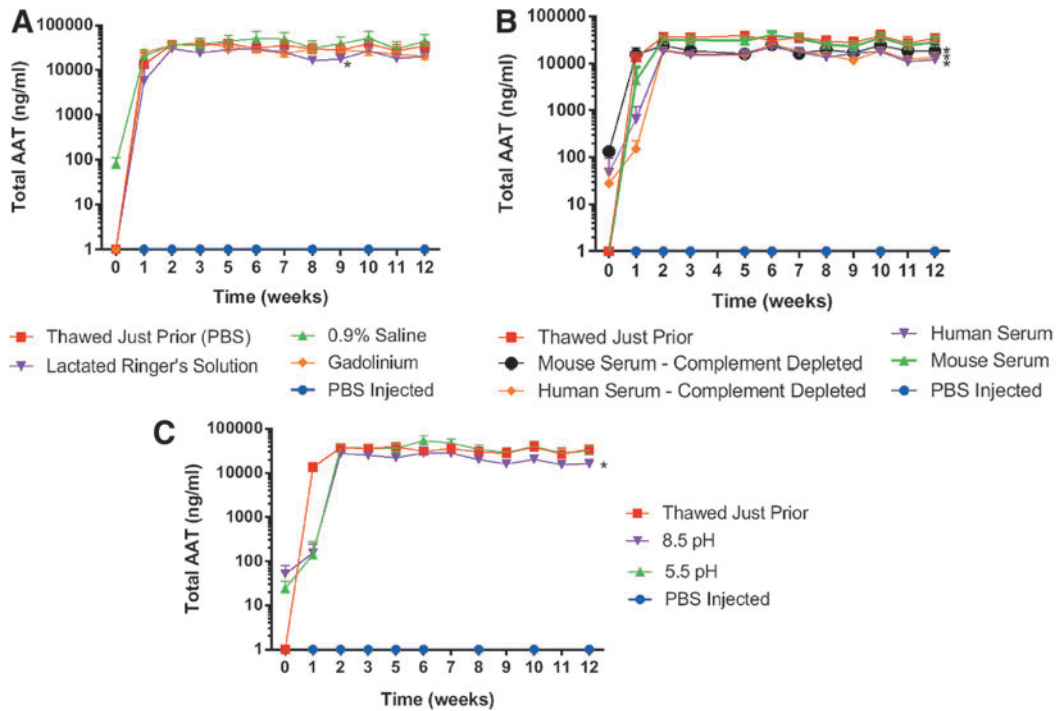 A
Total AAT (ng/ml)
100000
10000
1000
100
10
1
*
0 1 2 3 5 6 7 8 9 10 11 12
Time (weeks)
Thawed Just Prior (PBS)
Lactated Ringer's Solution
0.9% Saline
Gadolinium
PBS Injected
B
Total AAT (ng/ml)
100000
10000
1000
100
10
1
*
*
*
0 1 2 3 4 5 6 7 8 9 10 11 12
Time (weeks)
Thawed Just Prior
Mouse Serum - Complement Depleted
Human Serum - Complement Depleted
Human Serum
Mouse Serum
PBS Injected
C
Total AAT (ng/ml)
100000
10000
1000
100
10
1
*
0 1 2 3 5 6 7 8 9 10 11 12
Time (weeks)
Thawed Just Prior
8.5 pH
5.5 pH
PBS Injected